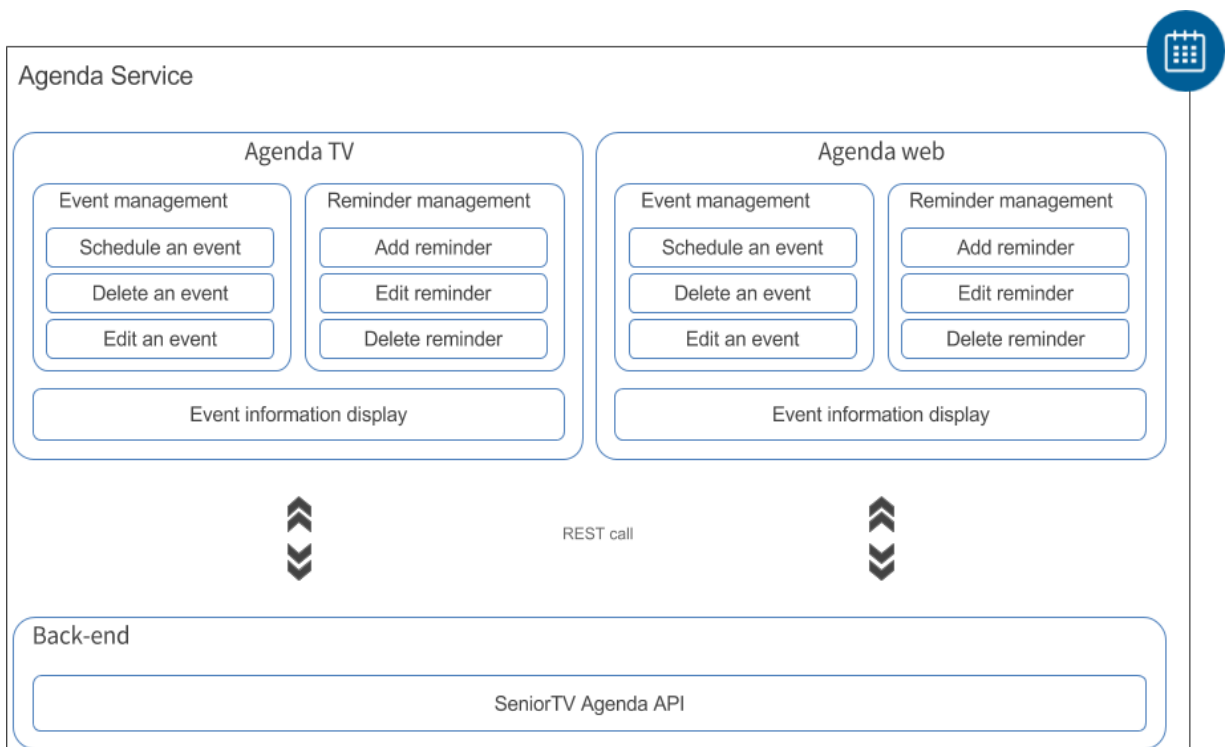 Agenda Service
Agenda TV
Event management
Schedule an event
Delete an event
Edit an event
Reminder management
Add reminder
Edit reminder
Delete reminder
Event information display
Agenda web
Event management
Schedule an event
Delete an event
Edit an event
Reminder management
Add reminder
Edit reminder
Delete reminder
Event information display
REST call
Back-end
SeniorTV Agenda API